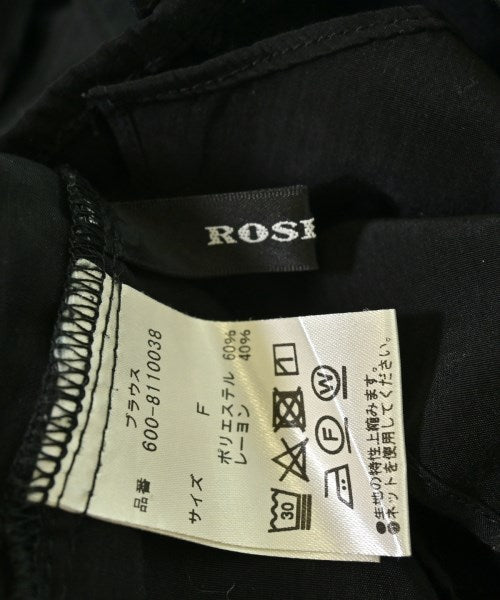 ROSE
ブラウス
品番 600-8110038
サイズ F
ポリエステル 60%
レーヨン 40%
30
F
W
●生地の特性上縮みます。
●ネットを使用してください。